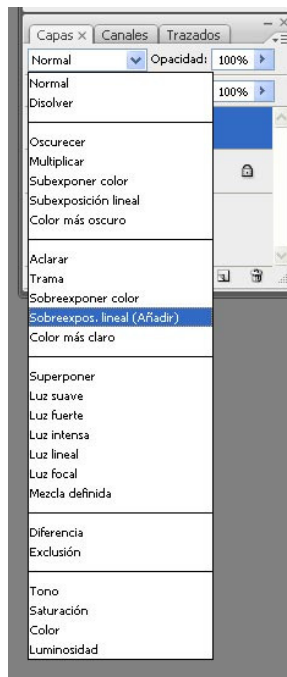 Capas × Canales Trazados
Normal Opacidad: 100%
Normal 100%
Disolver
Oscurecer
Multiplicar
Subexponer color
Subexposición lineal
Color más oscuro
Aclarar
Trama
Sobreexponer color
Sobreexpos. lineal (Añadir)
Color más claro
Superponer
Luz suave
Luz fuerte
Luz intensa
Luz lineal
Luz focal
Mezcla definida
Diferencia
Exclusión
Tono
Saturación
Color
Luminosidad